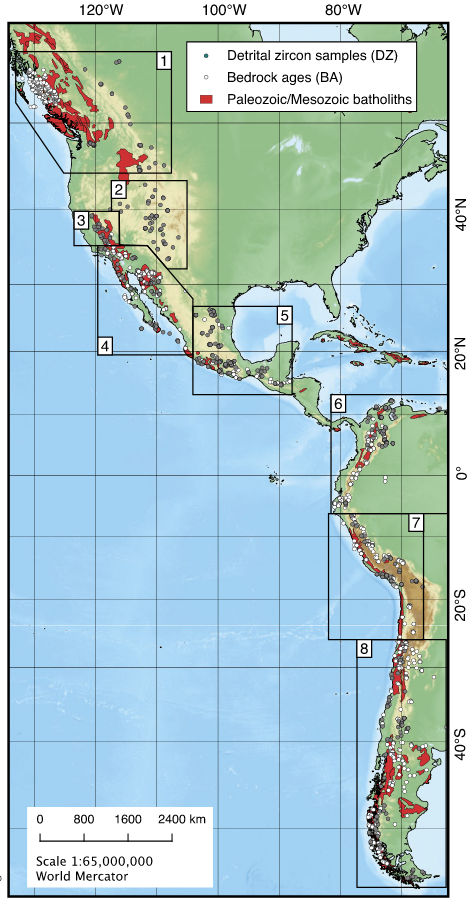 120°W 100°W 80°W
1
Detrital zircon samples (DZ)
Bedrock ages (BA)
Paleozoic/Mesozoic batholiths
2
40°N
3
5
4
20°N
6
0°
7
20°S
8
40°S
0 800 1600 2400 km
Scale 1:65,000,000
World Mercator